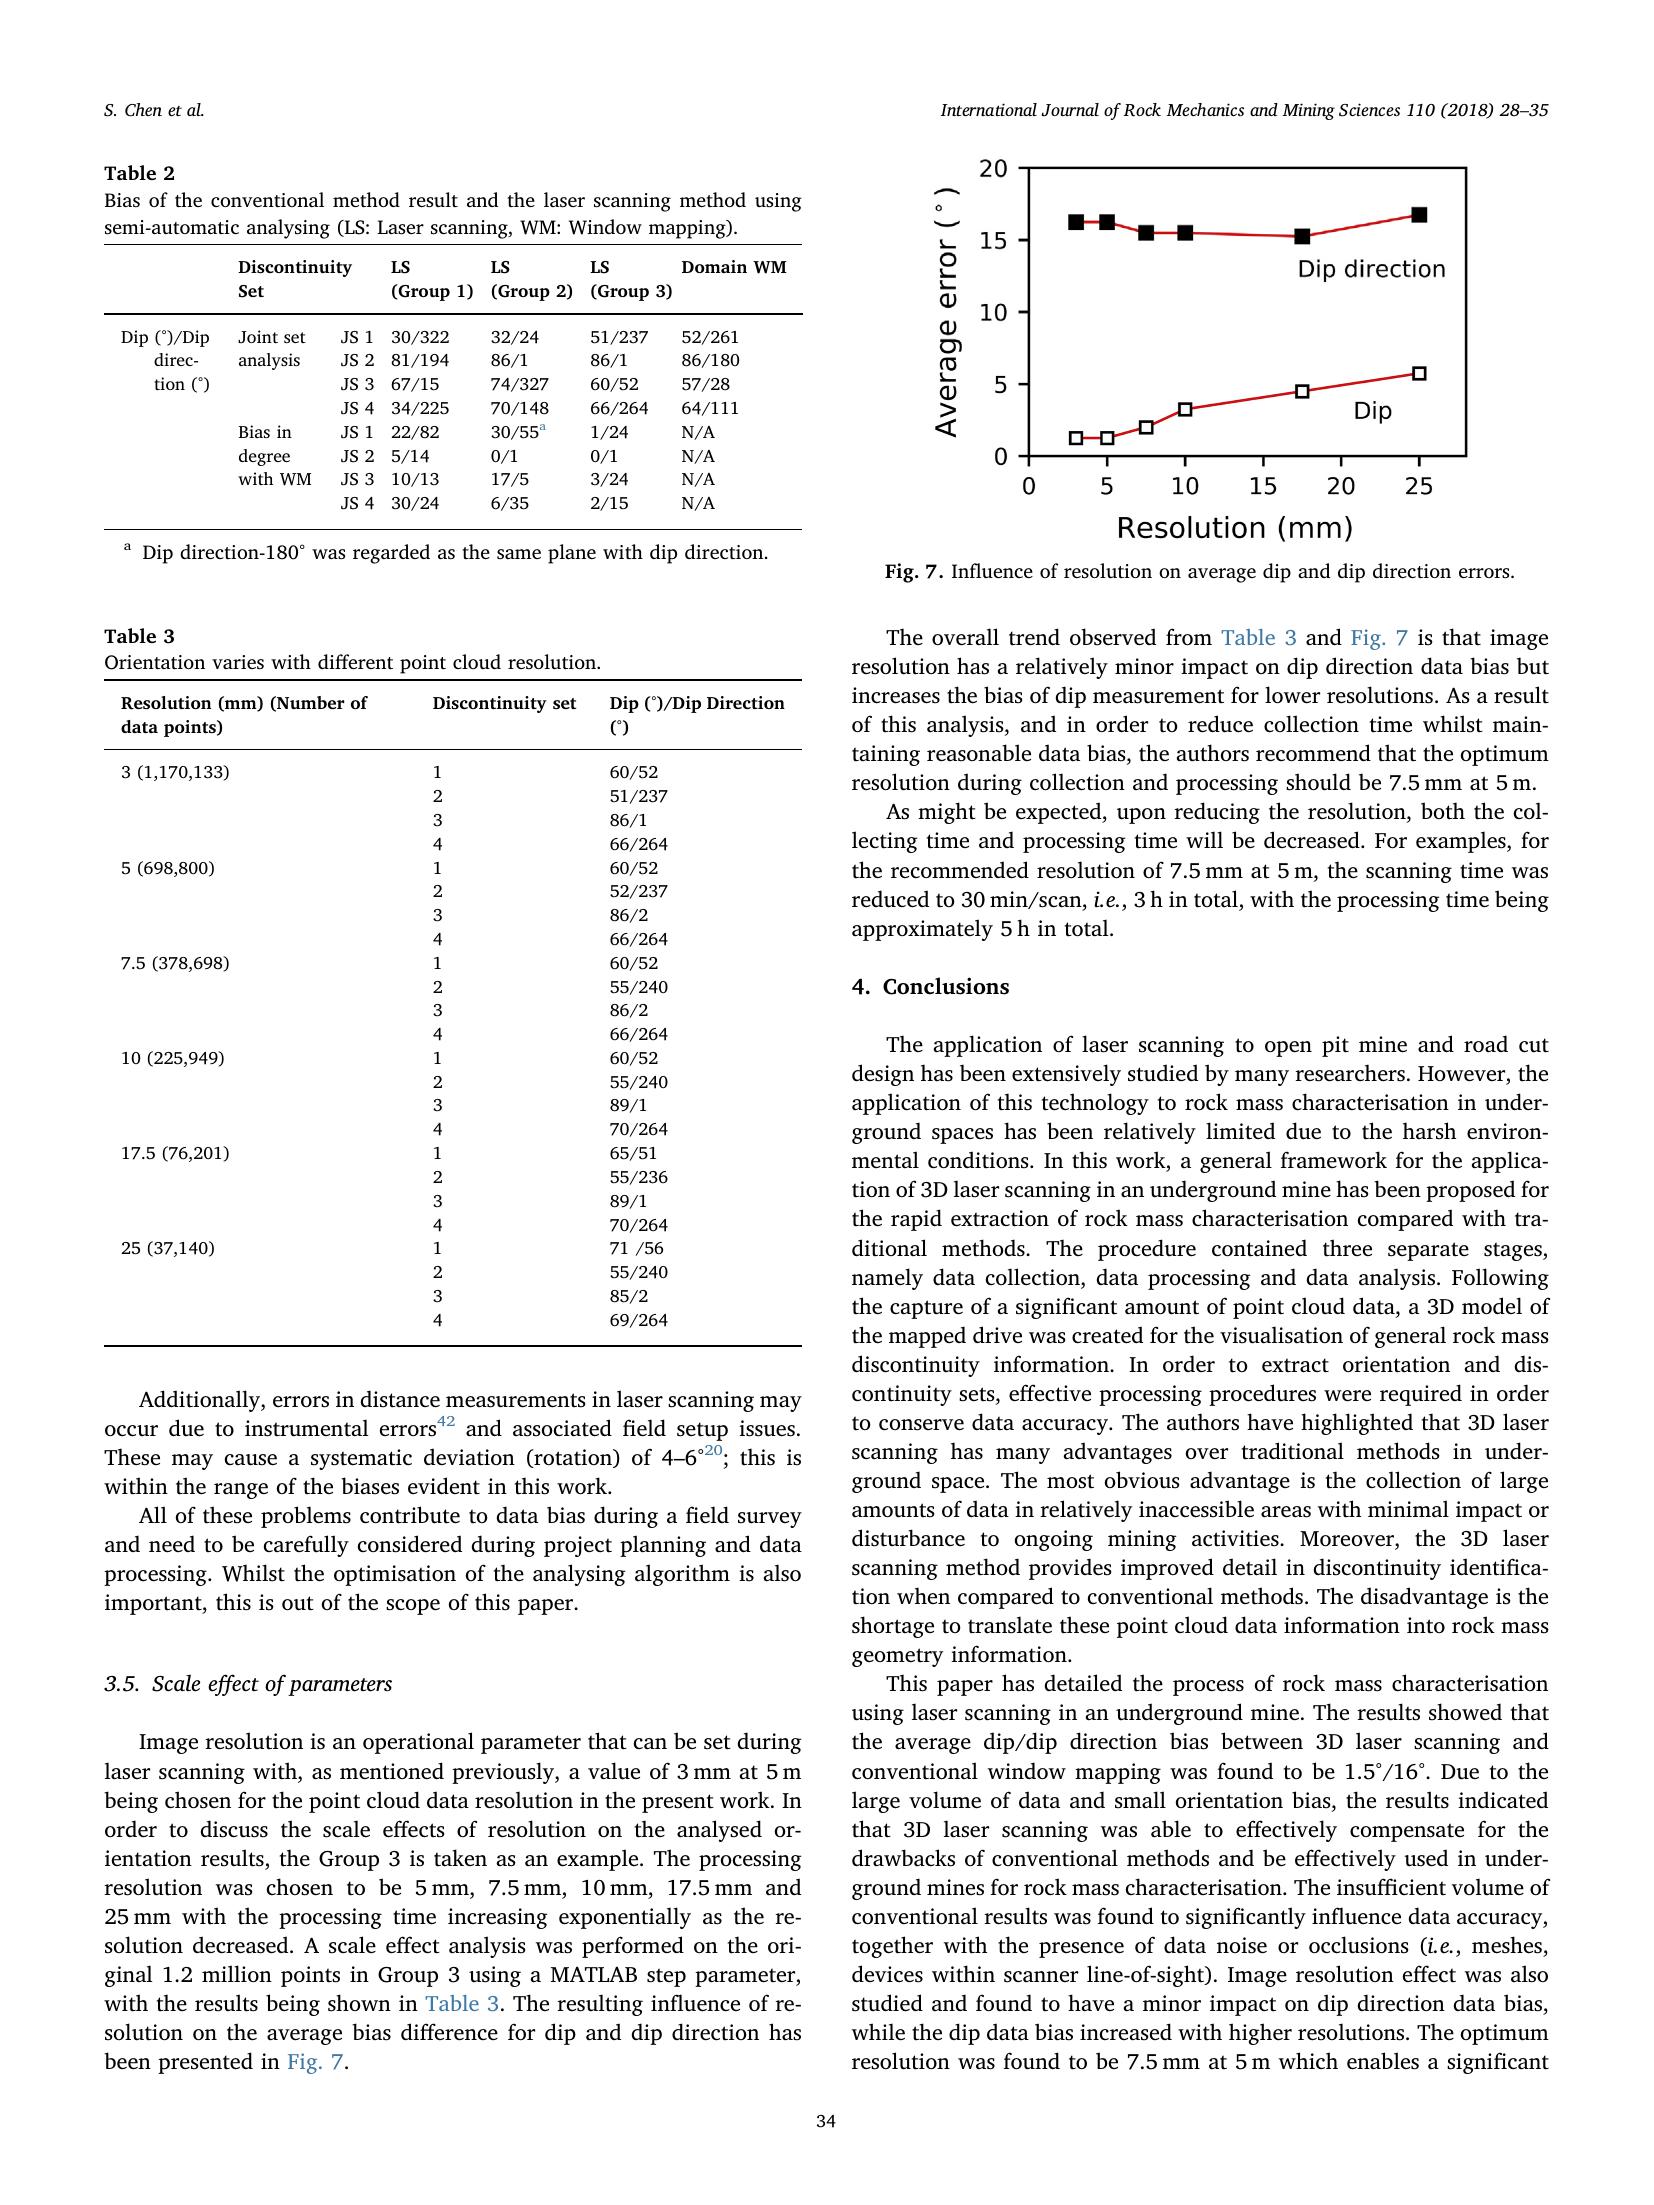 S. Chen et al.
International Journal of Rock Mechanics and Mining Sciences 110 (2018) 28–35
Table 2
Bias of the conventional method result and the laser scanning method using
semi-automatic analysing (LS: Laser scanning, WM: Window mapping).
Discontinuity Set LS (Group 1) LS (Group 2) LS (Group 3) Domain WM
Dip (°)/Dip direc- tion (°) Joint set analysis JS 1 30/322 32/24 51/237 52/261
JS 2 81/194 86/1 86/1 86/180
JS 3 67/15 74/327 60/52 57/28
JS 4 34/225 70/148 66/264 64/111
Bias in degree with WM JS 1 22/82 30/55a 1/24 N/A
JS 2 5/14 0/1 0/1 N/A
JS 3 10/13 17/5 3/24 N/A
JS 4 30/24 6/35 2/15 N/A
a Dip direction-180° was regarded as the same plane with dip direction.
Table 3
Orientation varies with different point cloud resolution.
Resolution (mm) (Number of data points) Discontinuity set Dip (°)/Dip Direction (°)
3 (1,170,133) 1 60/52
2 51/237
3 86/1
4 66/264
5 (698,800) 1 60/52
2 52/237
3 86/2
4 66/264
7.5 (378,698) 1 60/52
2 55/240
3 86/2
4 66/264
10 (225,949) 1 60/52
2 55/240
3 89/1
4 70/264
17.5 (76,201) 1 65/51
2 55/236
3 89/1
4 70/264
25 (37,140) 1 71 /56
2 55/240
3 85/2
4 69/264
Additionally, errors in distance measurements in laser scanning may
occur due to instrumental errors42 and associated field setup issues.
These may cause a systematic deviation (rotation) of 4–6°20; this is
within the range of the biases evident in this work.
All of these problems contribute to data bias during a field survey
and need to be carefully considered during project planning and data
processing. Whilst the optimisation of the analysing algorithm is also
important, this is out of the scope of this paper.
3.5. Scale effect of parameters
Image resolution is an operational parameter that can be set during
laser scanning with, as mentioned previously, a value of 3 mm at 5 m
being chosen for the point cloud data resolution in the present work. In
order to discuss the scale effects of resolution on the analysed or-
ientation results, the Group 3 is taken as an example. The processing
resolution was chosen to be 5 mm, 7.5 mm, 10 mm, 17.5 mm and
25 mm with the processing time increasing exponentially as the re-
solution decreased. A scale effect analysis was performed on the ori-
ginal 1.2 million points in Group 3 using a MATLAB step parameter,
with the results being shown in Table 3. The resulting influence of re-
solution on the average bias difference for dip and dip direction has
been presented in Fig. 7.
Average error (°)
20
15
10
5
0
Dip direction
Dip
0 5 10 15 20 25
Resolution (mm)
Fig. 7. Influence of resolution on average dip and dip direction errors.
The overall trend observed from Table 3 and Fig. 7 is that image
resolution has a relatively minor impact on dip direction data bias but
increases the bias of dip measurement for lower resolutions. As a result
of this analysis, and in order to reduce collection time whilst main-
taining reasonable data bias, the authors recommend that the optimum
resolution during collection and processing should be 7.5 mm at 5 m.
As might be expected, upon reducing the resolution, both the col-
lecting time and processing time will be decreased. For examples, for
the recommended resolution of 7.5 mm at 5 m, the scanning time was
reduced to 30 min/scan, i.e., 3 h in total, with the processing time being
approximately 5 h in total.
4. Conclusions
The application of laser scanning to open pit mine and road cut
design has been extensively studied by many researchers. However, the
application of this technology to rock mass characterisation in under-
ground spaces has been relatively limited due to the harsh environ-
mental conditions. In this work, a general framework for the applica-
tion of 3D laser scanning in an underground mine has been proposed for
the rapid extraction of rock mass characterisation compared with tra-
ditional methods. The procedure contained three separate stages,
namely data collection, data processing and data analysis. Following
the capture of a significant amount of point cloud data, a 3D model of
the mapped drive was created for the visualisation of general rock mass
discontinuity information. In order to extract orientation and dis-
continuity sets, effective processing procedures were required in order
to conserve data accuracy. The authors have highlighted that 3D laser
scanning has many advantages over traditional methods in under-
ground space. The most obvious advantage is the collection of large
amounts of data in relatively inaccessible areas with minimal impact or
disturbance to ongoing mining activities. Moreover, the 3D laser
scanning method provides improved detail in discontinuity identifica-
tion when compared to conventional methods. The disadvantage is the
shortage to translate these point cloud data information into rock mass
geometry information.
This paper has detailed the process of rock mass characterisation
using laser scanning in an underground mine. The results showed that
the average dip/dip direction bias between 3D laser scanning and
conventional window mapping was found to be 1.5°/16°. Due to the
large volume of data and small orientation bias, the results indicated
that 3D laser scanning was able to effectively compensate for the
drawbacks of conventional methods and be effectively used in under-
ground mines for rock mass characterisation. The insufficient volume of
conventional results was found to significantly influence data accuracy,
together with the presence of data noise or occlusions (i.e., meshes,
devices within scanner line-of-sight). Image resolution effect was also
studied and found to have a minor impact on dip direction data bias,
while the dip data bias increased with higher resolutions. The optimum
resolution was found to be 7.5 mm at 5 m which enables a significant
34